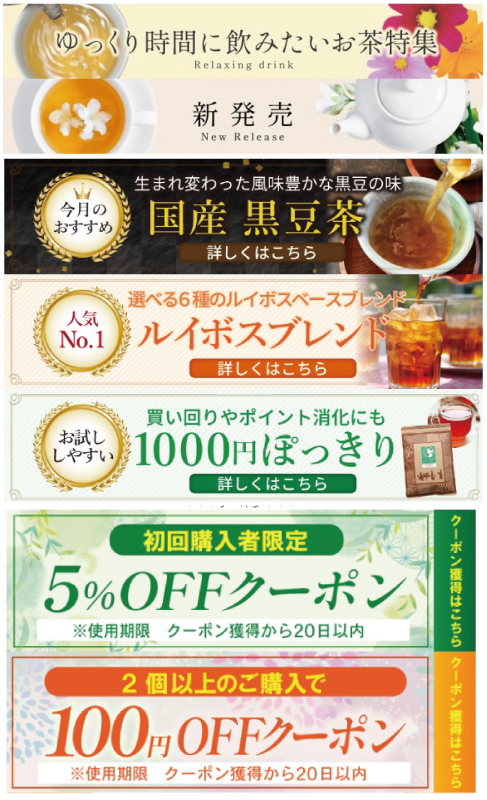 ゆっくり時間に飲みたいお茶特集
Relaxing drink
新発売
New Release
今月の
おすすめ
生まれ変わった風味豊かな黒豆の味
国産 黒豆茶
詳しくはこちら
人気
No.1
選べる6種のルイボスベースブレンド
ルイボスブレンド
詳しくはこちら
お試し
しやすい
買い回りやポイント消化にも
1000円ぽっきり
詳しくはこちら
初回購入者限定
5%OFFクーポン
※使用期限 クーポン獲得から20日以内
クーポン獲得はこちら
2個以上のご購入で
100円OFFクーポン
※使用期限 クーポン獲得から20日以内
クーポン獲得はこちら